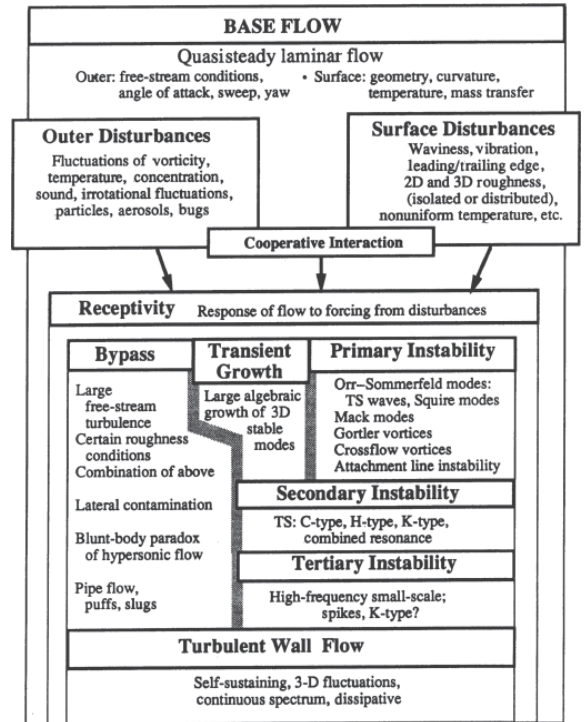 BASE FLOW
Quasisteady laminar flow
Outer: free-stream conditions,
angle of attack, sweep, yaw
• Surface: geometry, curvature,
temperature, mass transfer
Outer Disturbances
Fluctuations of vorticity,
temperature, concentration,
sound, irrotational fluctuations,
particles, aerosols, bugs
Surface Disturbances
Waviness, vibration,
leading/trailing edge,
2D and 3D roughness,
(isolated or distributed),
nonuniform temperature, etc.
Cooperative Interaction
Receptivity Response of flow to forcing from disturbances
Bypass
Large
free-stream
turbulence
Certain roughness
conditions
Combination of above
Lateral contamination
Blunt-body paradox
of hypersonic flow
Pipe flow,
puffs, slugs
Transient
Growth
Large algebraic
growth of 3D
stable
modes
Primary Instability
Orr–Sommerfeld modes:
TS waves, Squire modes
Mack modes
Gortler vortices
Crossflow vortices
Attachment line instability
Secondary Instability
TS: C-type, H-type, K-type,
combined resonance
Tertiary Instability
High-frequency small-scale;
spikes, K-type?
Turbulent Wall Flow
Self-sustaining, 3-D fluctuations,
continuous spectrum, dissipative